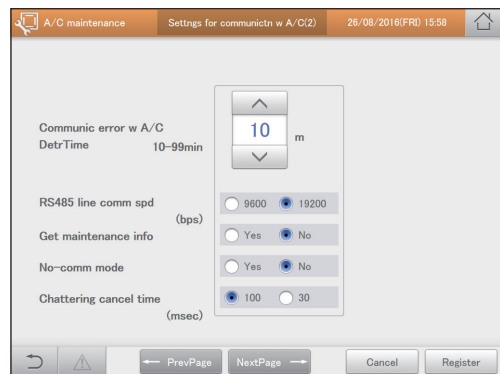 A/C maintenance
Settngs for communictn w A/C(2)
26/08/2016(FRI) 15:58
Communic error w A/C
DetrTime 10-99min
10 m
RS485 line comm spd
(bps)
9600 19200
Get maintenance info
Yes No
No-comm mode
Yes No
Chattering cancel time
(msec)
100 30
← PrevPage
NextPage →
Cancel
Register